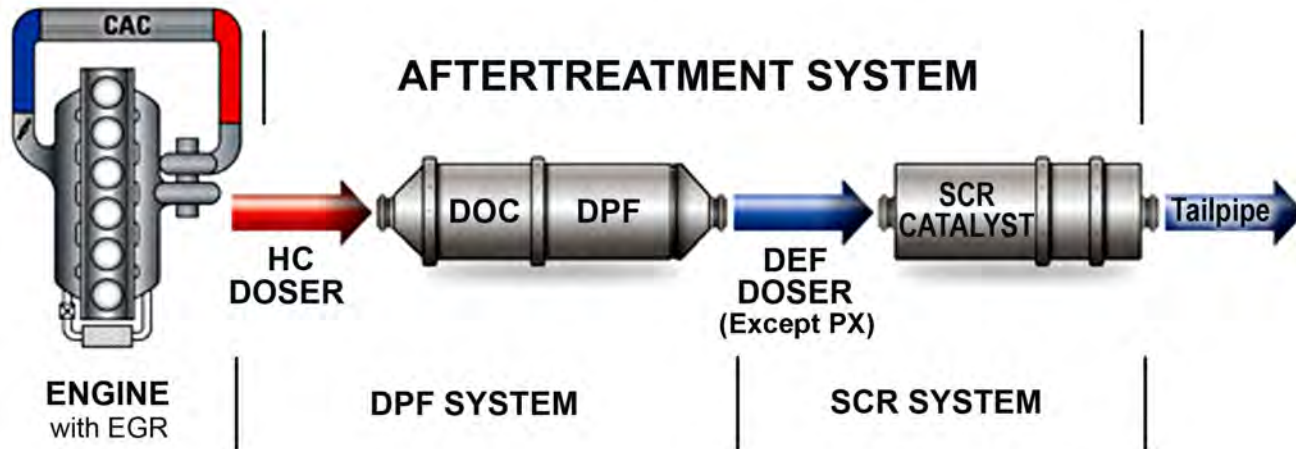 CAC
AFTERTREATMENT SYSTEM
DOC
DPF
SCR
CATALYST
Tailpipe
HC
DOSER
DEF
DOSER
(Except PX)
ENGINE
with EGR
DPF SYSTEM
SCR SYSTEM